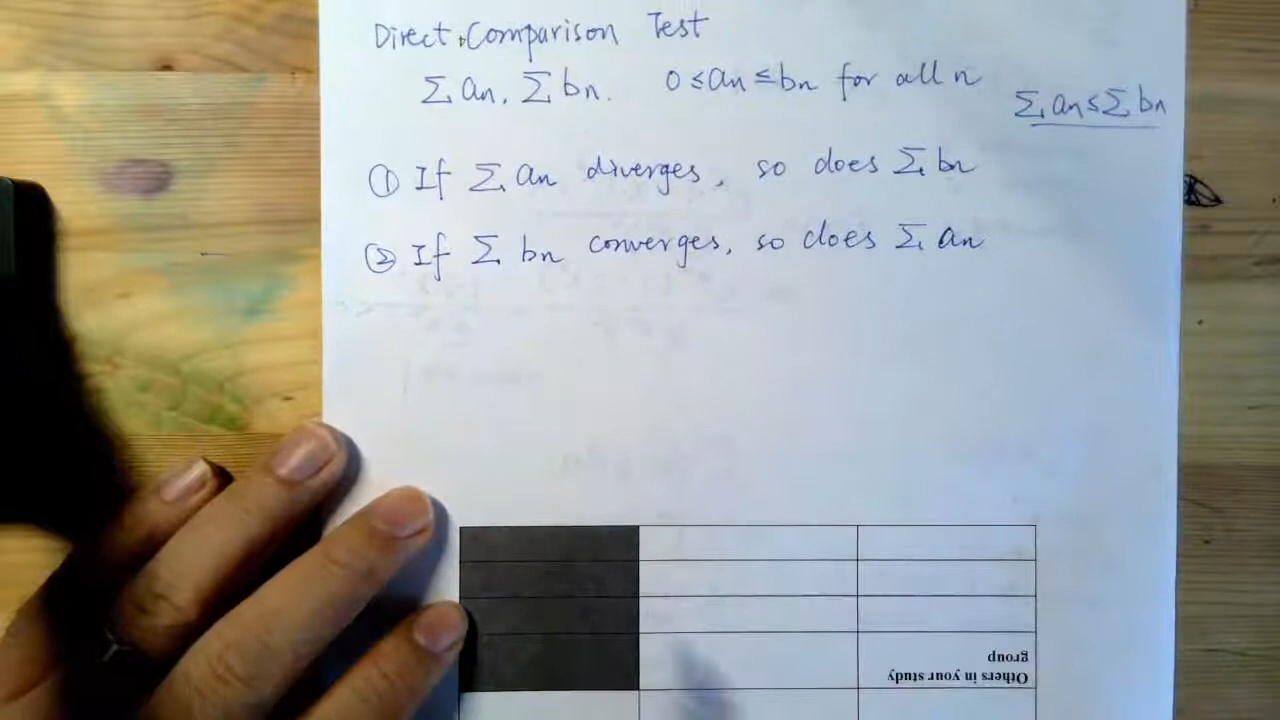 Direct Comparison Test
Σ an, Σ bn. 0 ≤ an ≤ bn for all n
Σ an ≤ Σ bn
① If Σ an diverges, so does Σ bn
② If Σ bn converges, so does Σ an
Others in your study
group